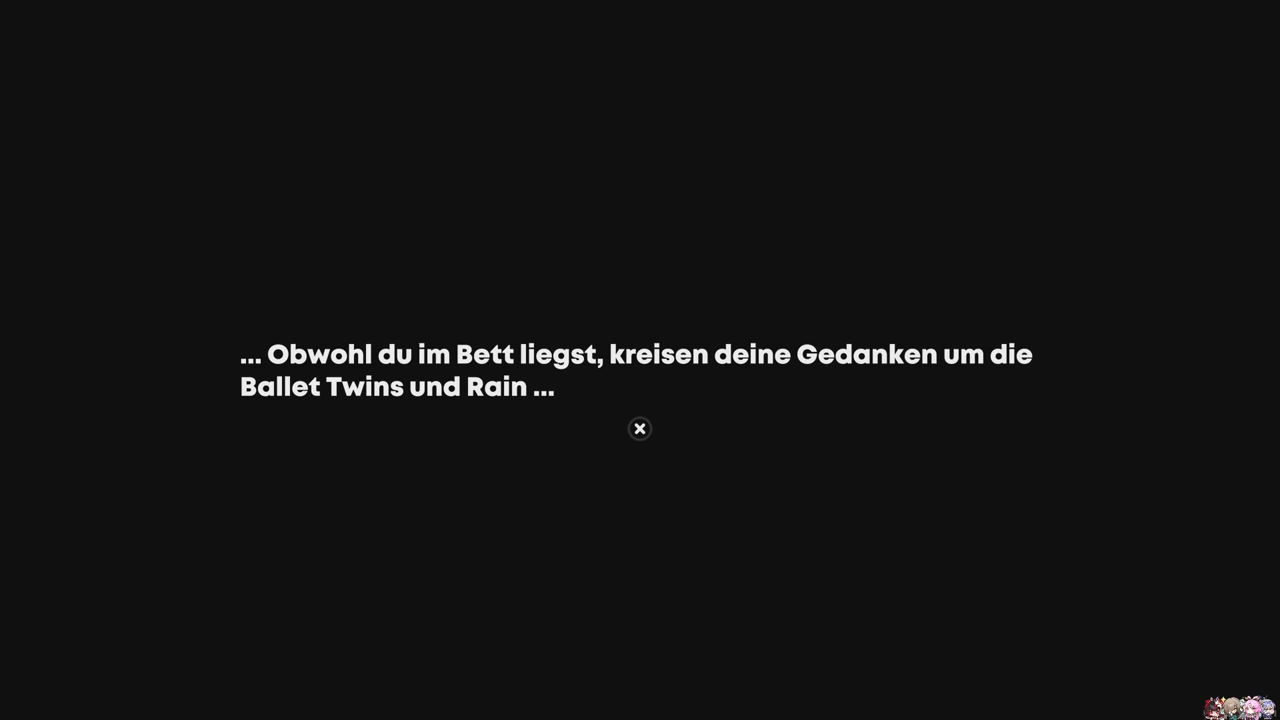 ... Obwohl du im Bett liegst, kreisen deine Gedanken um die
Ballet Twins und Rain ...